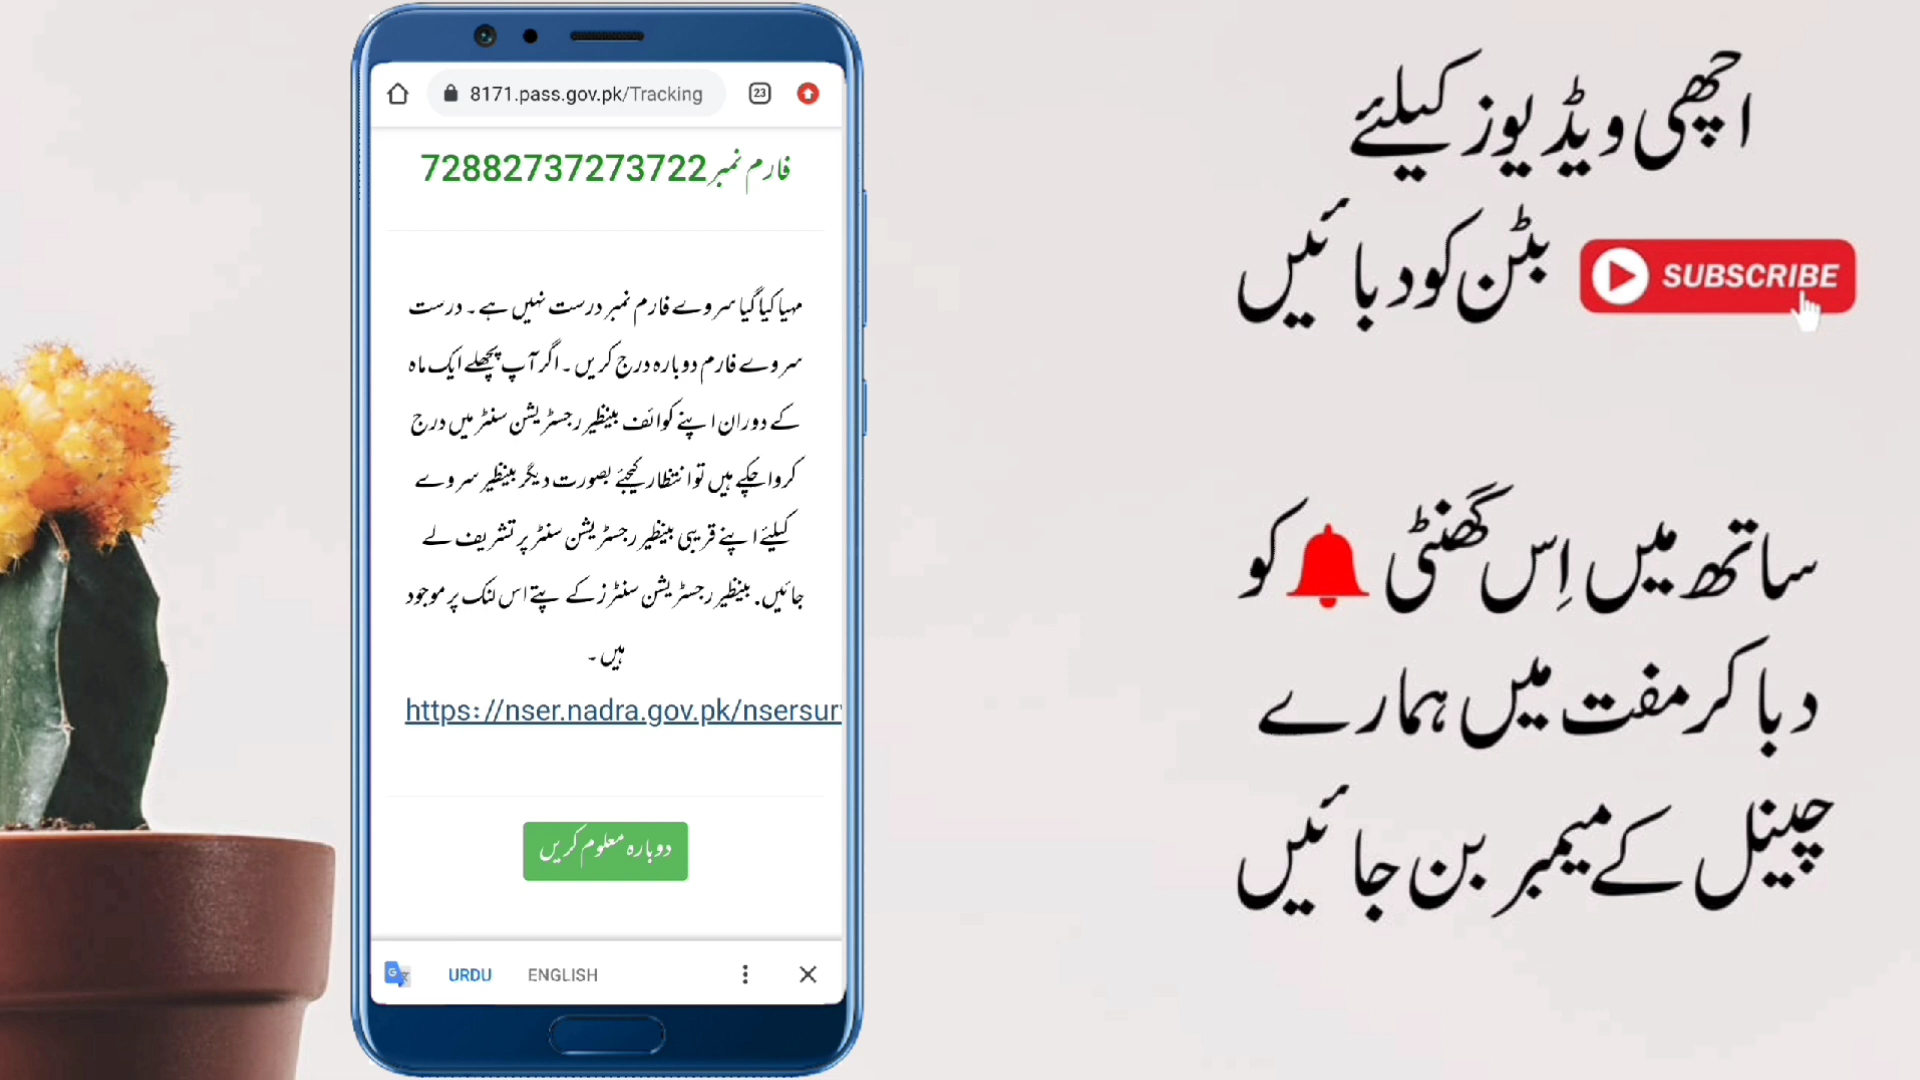 8171.pass.gov.pk/Tracking
23
فارم نمبر72882737273722
مہیا کیا گیا سروے فارم نمبر درست نہیں ہے۔ درست
سروے فارم دوبارہ درج کریں۔ اگر آپ پچھلے ایک ماہ
کے دوران اپنے کوائف بینظیر رجسٹریشن سنٹر میں درج
کرواچکے ہیں تو انتظار کیجئے بصورت دیگر بینظیر سروے
کیلئے اپنے قریبی بینظیر رجسٹریشن سنٹر پر تشریف لے
جائیں. بینظیر رجسٹریشن سنٹرز کے پتے اس لنک پر موجود
ہیں۔
https://nser.nadra.gov.pk/nsersur
دوبارہ معلوم کریں
URDU ENGLISH
اچھی ویڈیوز کیلئے
SUBSCRIBE بٹن کو دبائیں
ساتھ میں اِس گھنٹی کو
دبا کر مفت میں ہمارے
چینل کے میمبر بن جائیں